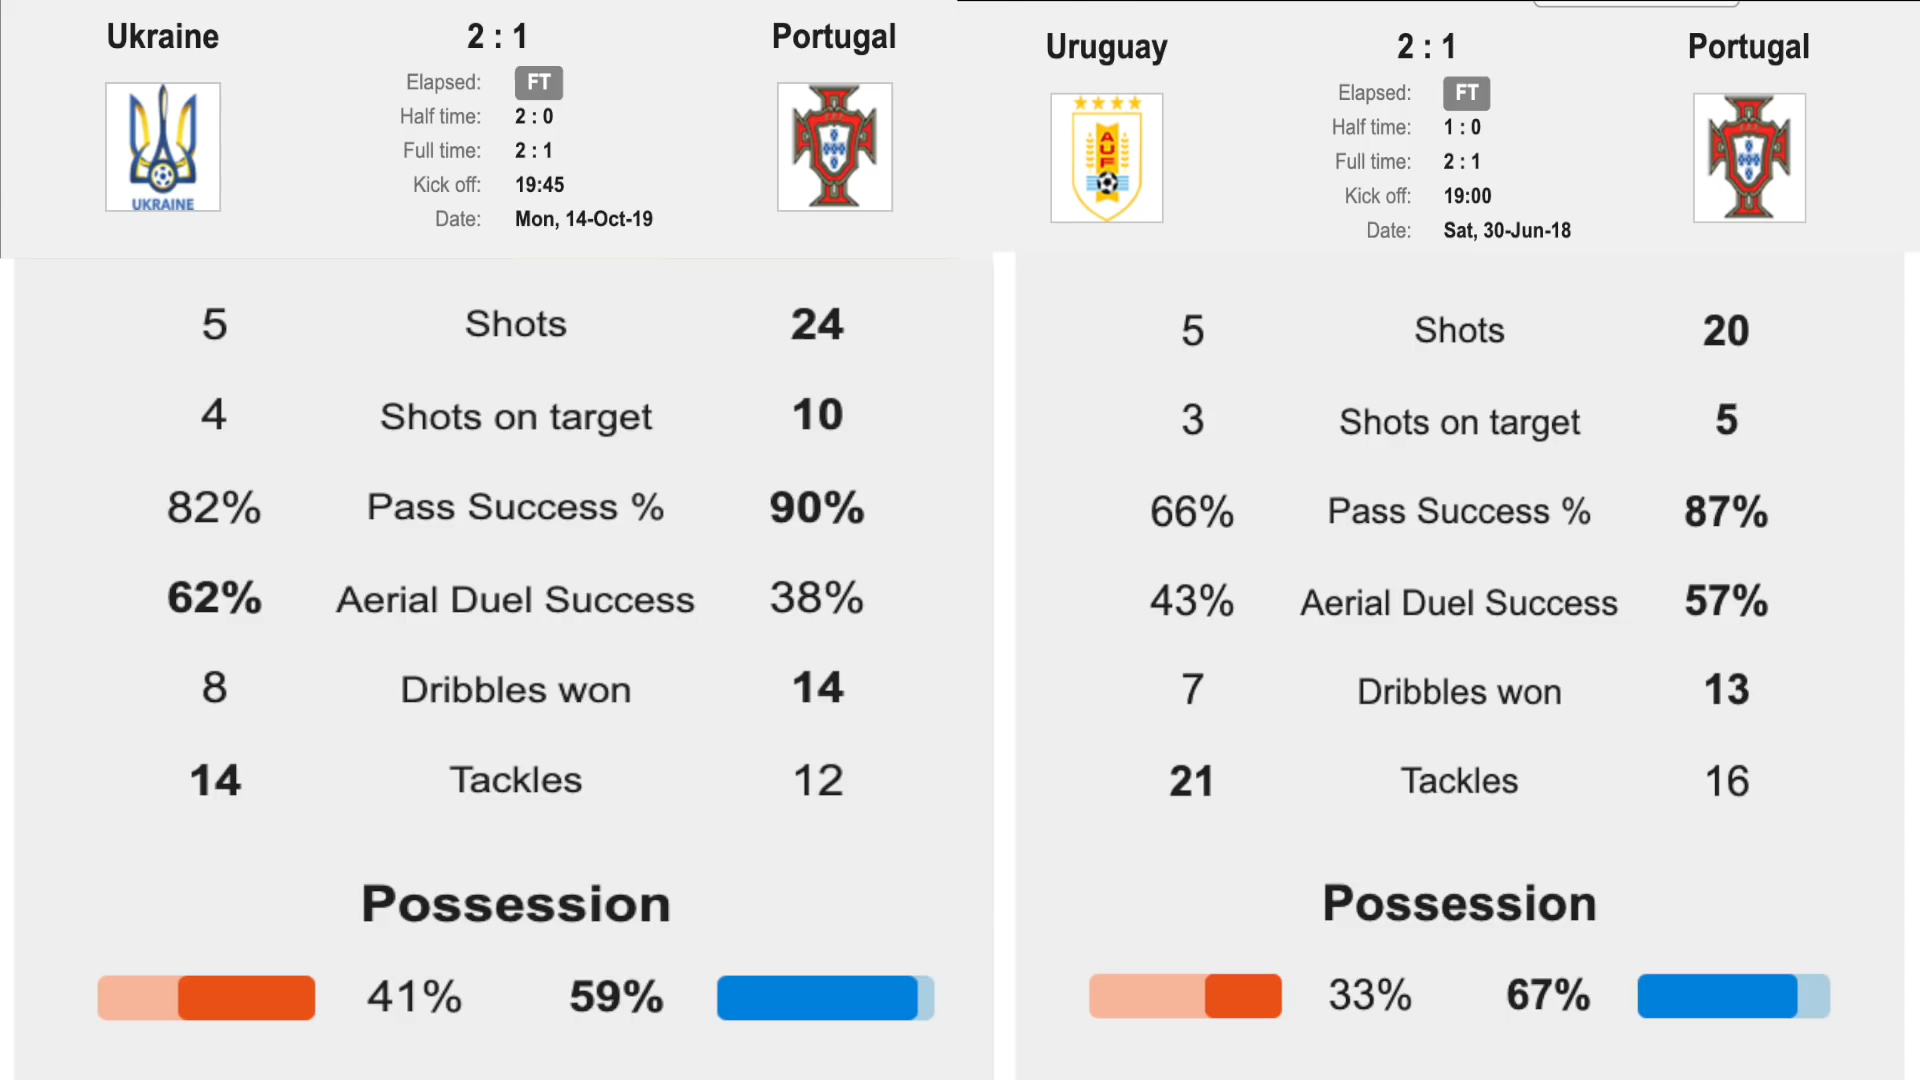 Ukraine 2 : 1 Portugal
Elapsed: FT
Half time: 2 : 0
Full time: 2 : 1
Kick off: 19:45
Date: Mon, 14-Oct-19
UKRAINE
5 Shots 24
4 Shots on target 10
82% Pass Success % 90%
62% Aerial Duel Success 38%
8 Dribbles won 14
14 Tackles 12
Possession
41% 59%
Uruguay 2 : 1 Portugal
Elapsed: FT
Half time: 1 : 0
Full time: 2 : 1
Kick off: 19:00
Date: Sat, 30-Jun-18
AUF
5 Shots 20
3 Shots on target 5
66% Pass Success % 87%
43% Aerial Duel Success 57%
7 Dribbles won 13
21 Tackles 16
Possession
33% 67%